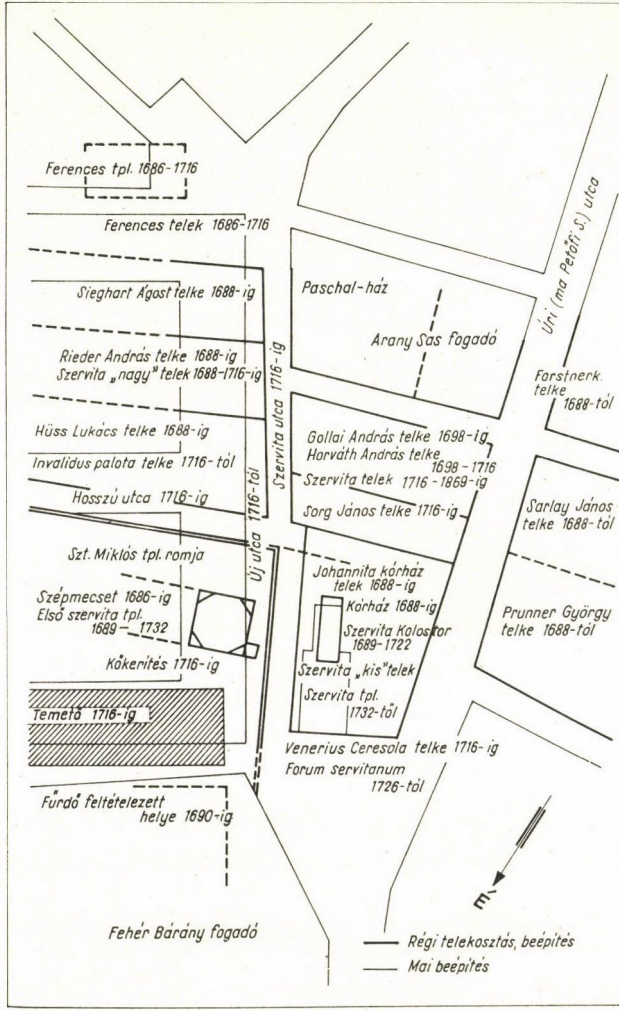 Ferences tpl. 1686-1716
Ferences telek 1686-1716
Sieghart Ágost telke 1688-ig
Rieder András telke 1688-ig
Szervita „nagy" telek 1688-1716-ig
Hüss Lukács telke 1688-ig
Invalidus palota telke 1716-tól
Hosszú utca 1716-ig
Szervita utca 1716-ig
Új utca 1716-tól
Paschal-ház
Arany Sas fogadó
Úri (ma Petőfi S.) utca
Forstner k.
telke
1688-tól
Gollai András telke 1698-ig
Horváth András telke
1698-1716
Szervita telek 1716-1869-ig
Sorg János telke 1716-ig
Sarlay János
telke 1688-tól
Prunner György
telke 1688-tól
Szt. Miklós tpl. romja
Szépmecset 1686-ig
Első szervita tpl.
1689-1732
Kőkerítés 1716-ig
Temető 1716-ig
Johannita kórház
telek 1688-ig
Kórház 1688-ig
Szervita Kolostor
1689-1722
Szervita „kis" telek
Szervita tpl.
1732-től
Venerius Ceresola telke 1716-ig
Forum servitanum
1726-tól
Fürdő feltételezett
helye 1690-ig
Fehér Bárány fogadó
É
Régi telekosztás, beépítés
Mai beépítés